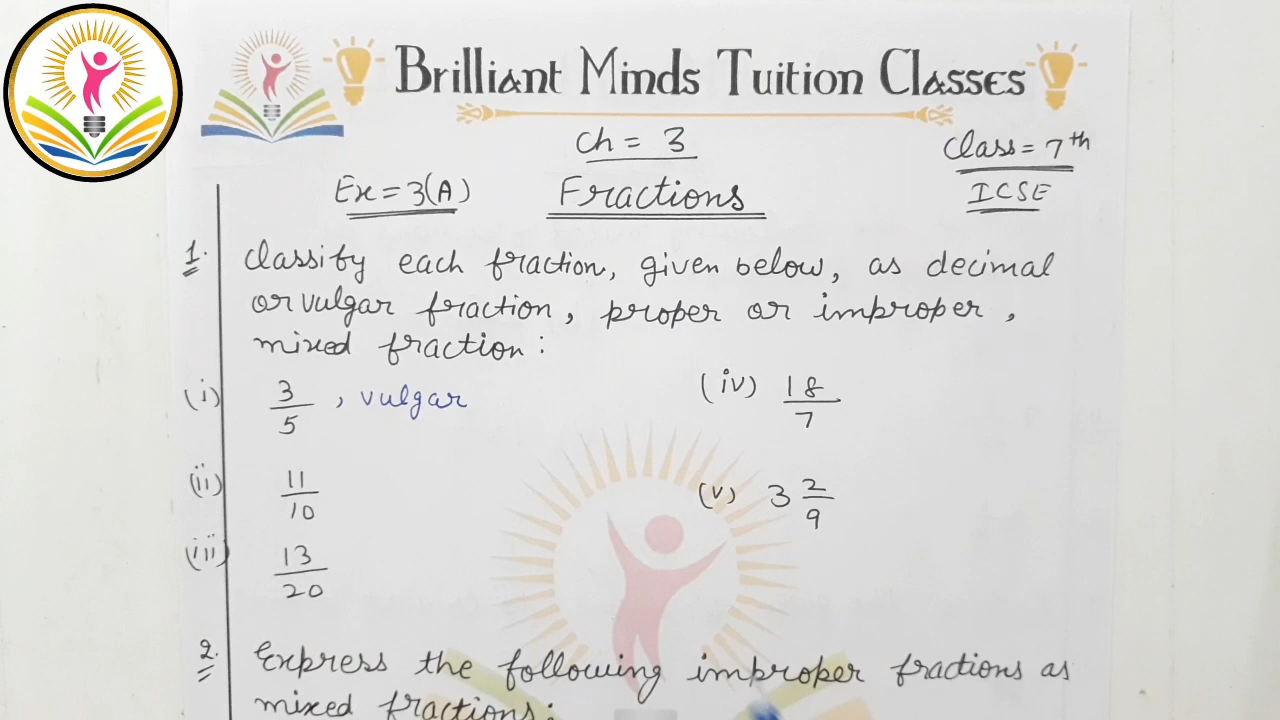 Brilliant Minds Tuition Classes
Ch = 3
Class = 7th
Ex = 3(A)
Fractions
ICSE
1. Classify each fraction, given below, as decimal
or vulgar fraction, proper or improper,
mixed fraction:
(i) 3/5, vulgar
(iv) 18/7
(ii) 11/10
(v) 3 2/9
(iii) 13/20
2. Express the following improper fractions as
mixed fractions: